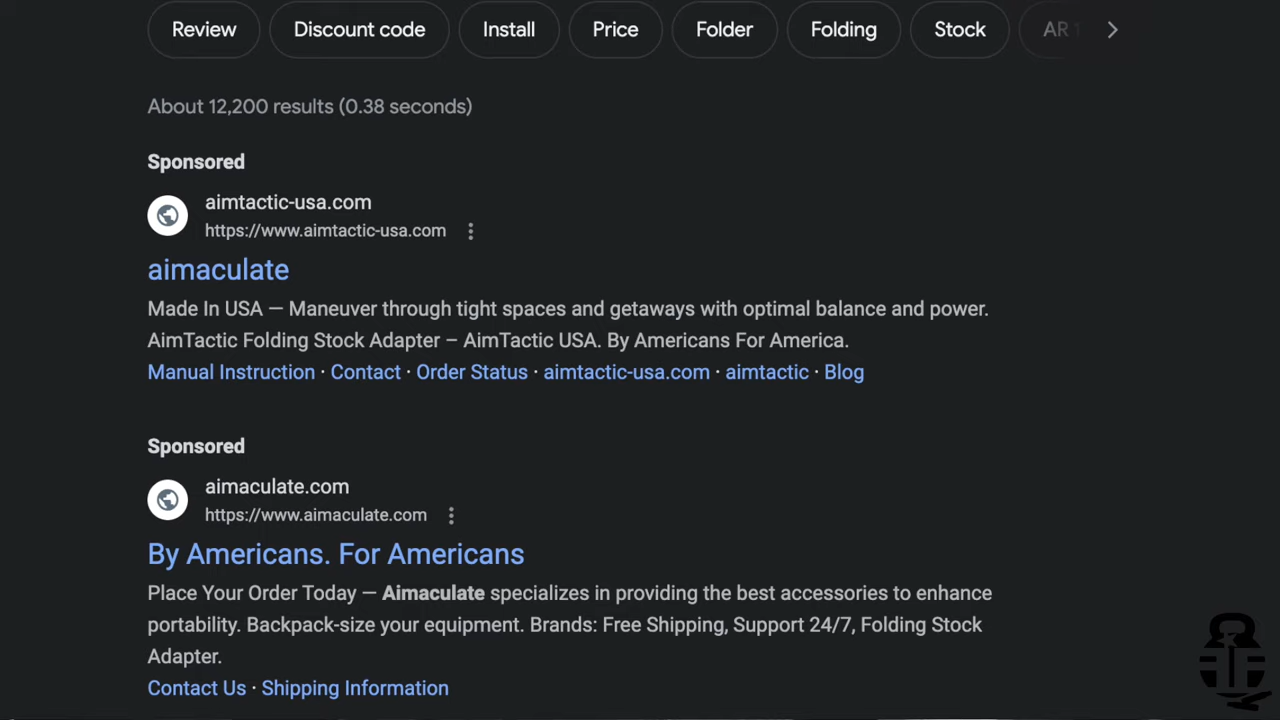 Review Discount code Install Price Folder Folding Stock AR
About 12,200 results (0.38 seconds)
Sponsored
aimtactic-usa.com
https://www.aimtactic-usa.com
aimaculate
Made In USA — Maneuver through tight spaces and getaways with optimal balance and power.
AimTactic Folding Stock Adapter – AimTactic USA. By Americans For America.
Manual Instruction · Contact · Order Status · aimtactic-usa.com · aimtactic · Blog
Sponsored
aimaculate.com
https://www.aimaculate.com
By Americans. For Americans
Place Your Order Today — Aimaculate specializes in providing the best accessories to enhance
portability. Backpack-size your equipment. Brands: Free Shipping, Support 24/7, Folding Stock
Adapter.
Contact Us · Shipping Information